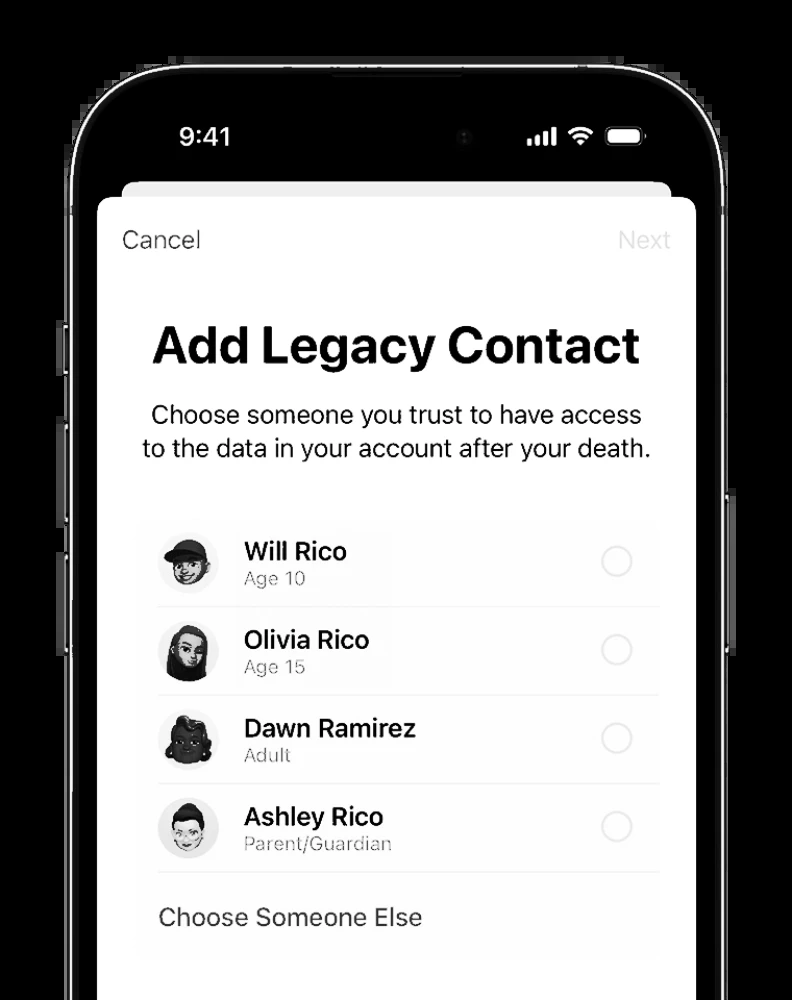 9:41
Cancel
Next
Add Legacy Contact
Choose someone you trust to have access
to the data in your account after your death.
Will Rico
Age 10
Olivia Rico
Age 15
Dawn Ramirez
Adult
Ashley Rico
Parent/Guardian
Choose Someone Else